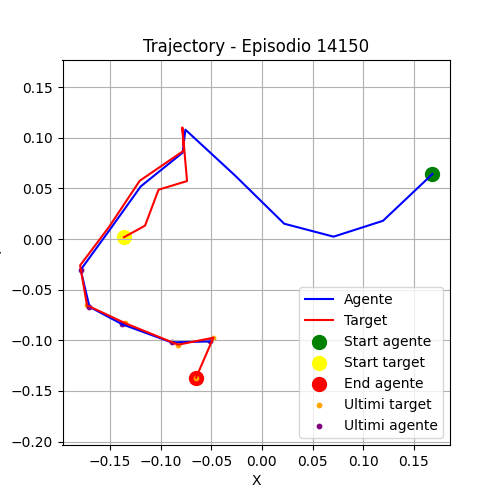 Trajectory - Episodio 14150
0.15
0.10
0.05
0.00
−0.05
−0.10
−0.15
−0.20
−0.15
−0.10
−0.05
0.00
0.05
0.10
0.15
X
Agente
Target
Start agente
Start target
End agente
Ultimi target
Ultimi agente